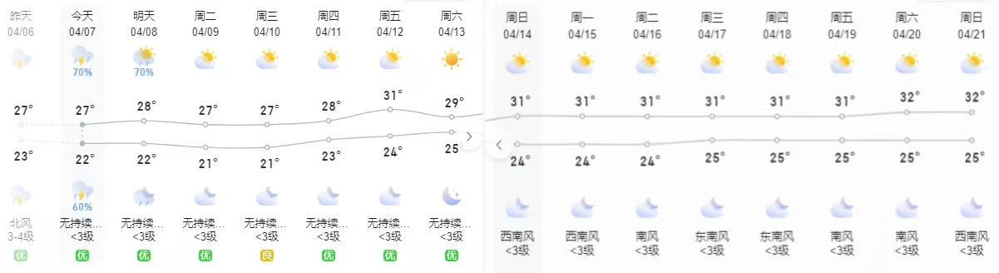 昨天 今天 明天 周二 周三 周四 周五 周六
04/06 04/07 04/08 04/09 04/10 04/11 04/12 04/13
70% 70%
27° 27° 28° 27° 27° 28° 31° 29°
23° 22° 22° 21° 21° 23° 24° 25
60%
北风 无持续... 无持续... 无持续... 无持续... 无持续... 无持续... 无持续...
3-4级 <3级 <3级 <3级 <3级 <3级 <3级 <3级
优 优 优 优 良 优 优 优
周日 周一 周二 周三 周四 周五 周六 周日
04/14 04/15 04/16 04/17 04/18 04/19 04/20 04/21
31° 31° 31° 31° 31° 31° 32° 32°
24° 24° 24° 25° 25° 25° 25° 25°
西南风 西南风 南风 东南风 东南风 南风 南风 西南风
<3级 <3级 <3级 <3级 <3级 <3级 <3级 <3级